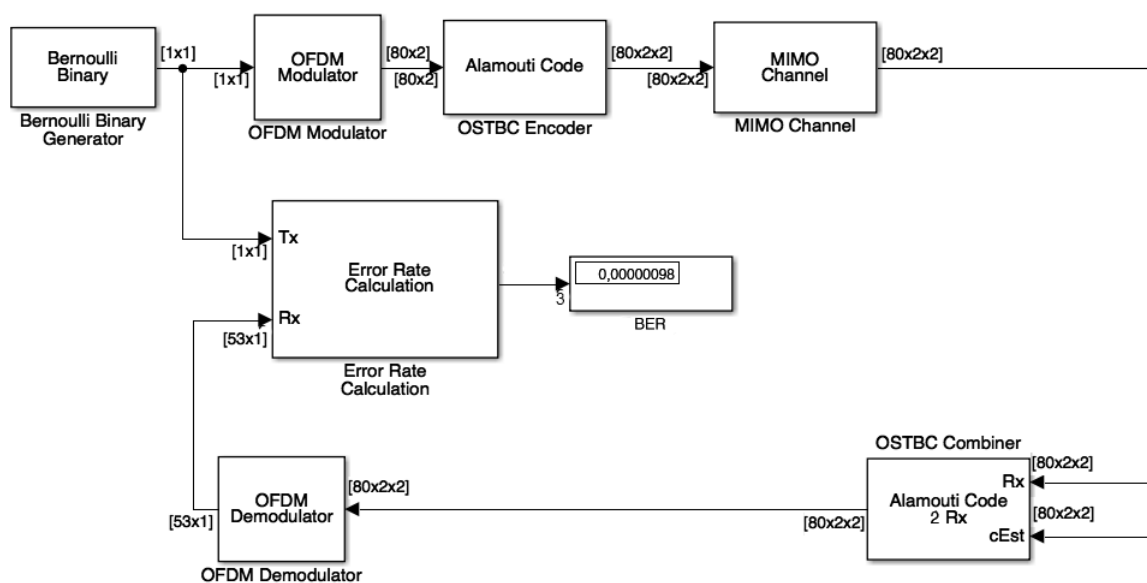 Bernoulli
Binary
Bernoulli Binary
Generator
[1x1]
[1x1]
OFDM
Modulator
OFDM Modulator
[80x2]
[80x2]
Alamouti Code
OSTBC Encoder
[80x2x2]
[80x2x2]
MIMO
Channel
MIMO Channel
[80x2x2]
Tx
[1x1]
Error Rate
Calculation
Rx
[53x1]
Error Rate
Calculation
3
0,00000098
BER
OSTBC Combiner
[80x2x2]
Rx
Alamouti Code
2 Rx
[80x2x2]
cEst
[80x2x2]
[80x2x2]
OFDM
Demodulator
[53x1]
OFDM Demodulator